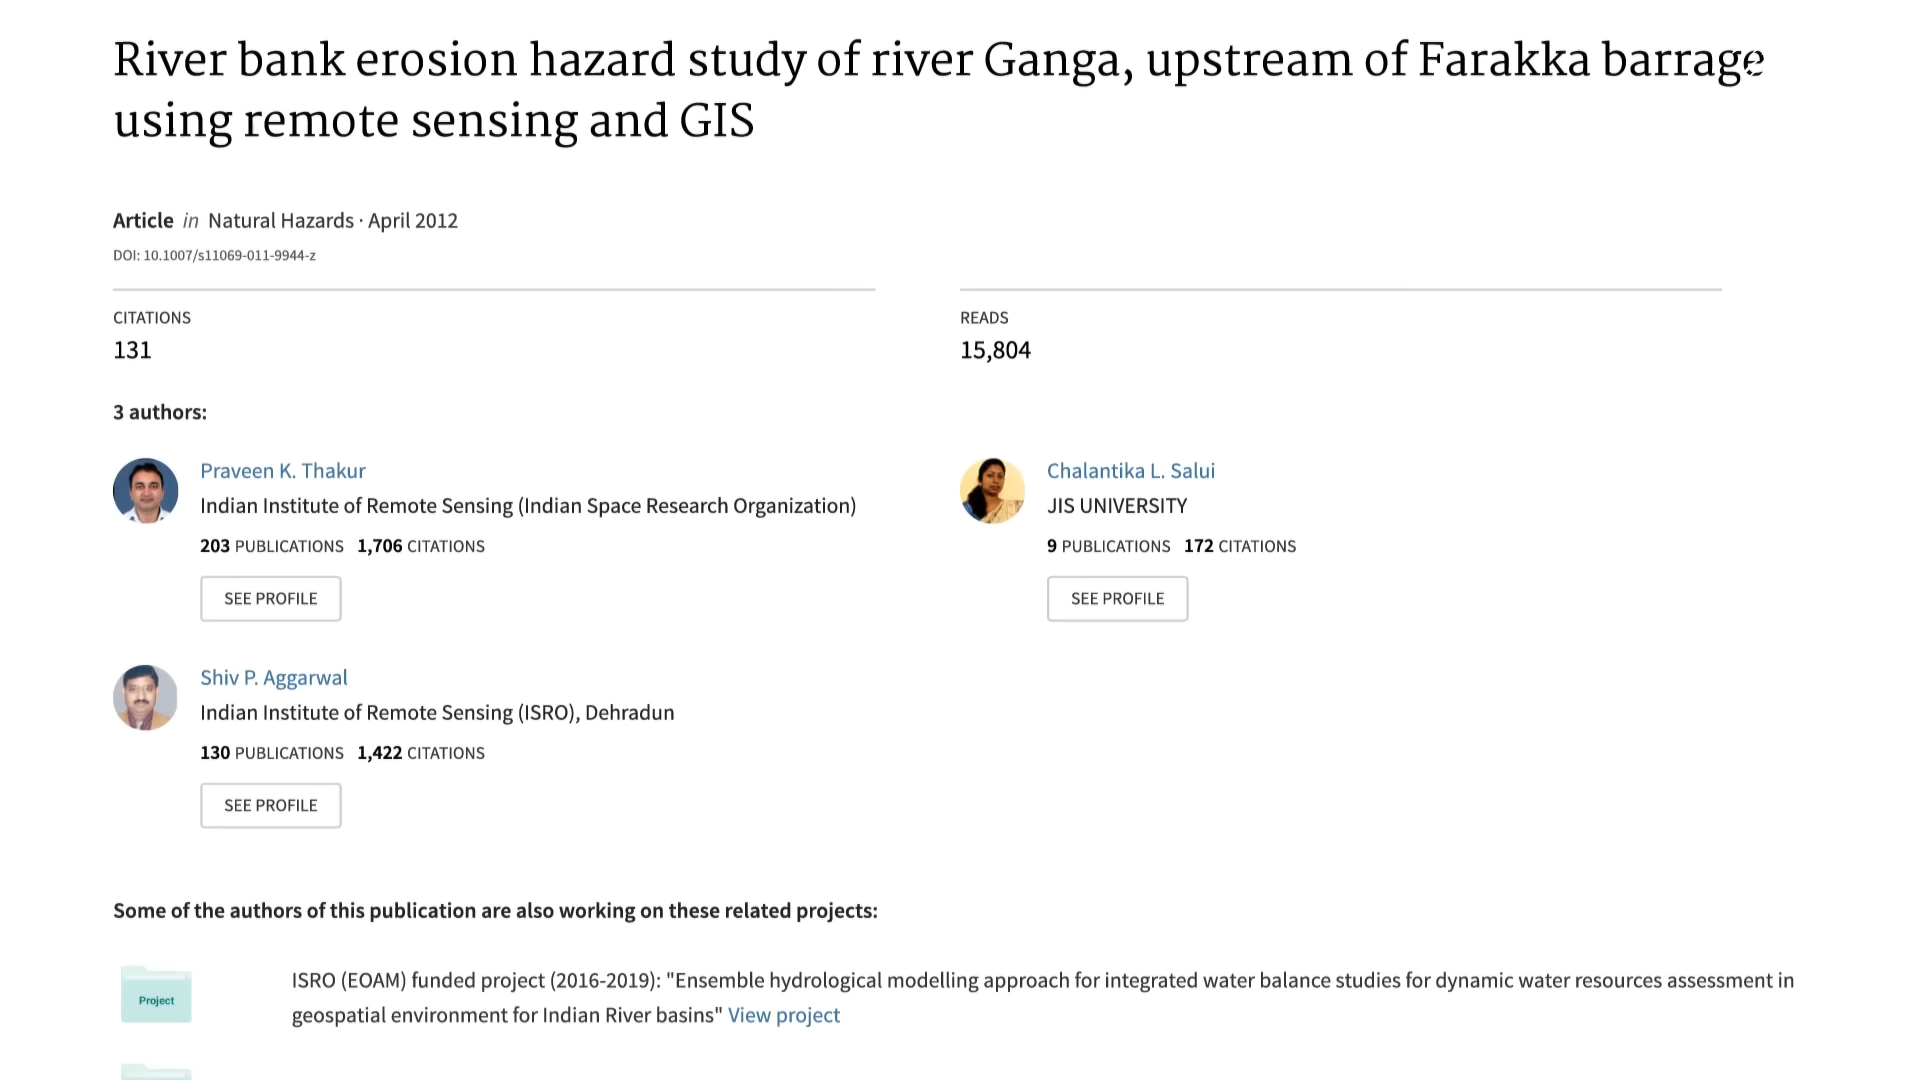 River bank erosion hazard study of river Ganga, upstream of Farakka barrage
using remote sensing and GIS
Article in Natural Hazards · April 2012
DOI: 10.1007/s11069-011-9944-z
CITATIONS
131
READS
15,804
3 authors:
Praveen K. Thakur
Indian Institute of Remote Sensing (Indian Space Research Organization)
203 PUBLICATIONS 1,706 CITATIONS
SEE PROFILE
Chalantika L. Salui
JIS UNIVERSITY
9 PUBLICATIONS 172 CITATIONS
SEE PROFILE
Shiv P. Aggarwal
Indian Institute of Remote Sensing (ISRO), Dehradun
130 PUBLICATIONS 1,422 CITATIONS
SEE PROFILE
Some of the authors of this publication are also working on these related projects:
Project
ISRO (EOAM) funded project (2016-2019): "Ensemble hydrological modelling approach for integrated water balance studies for dynamic water resources assessment in
geospatial environment for Indian River basins" View project